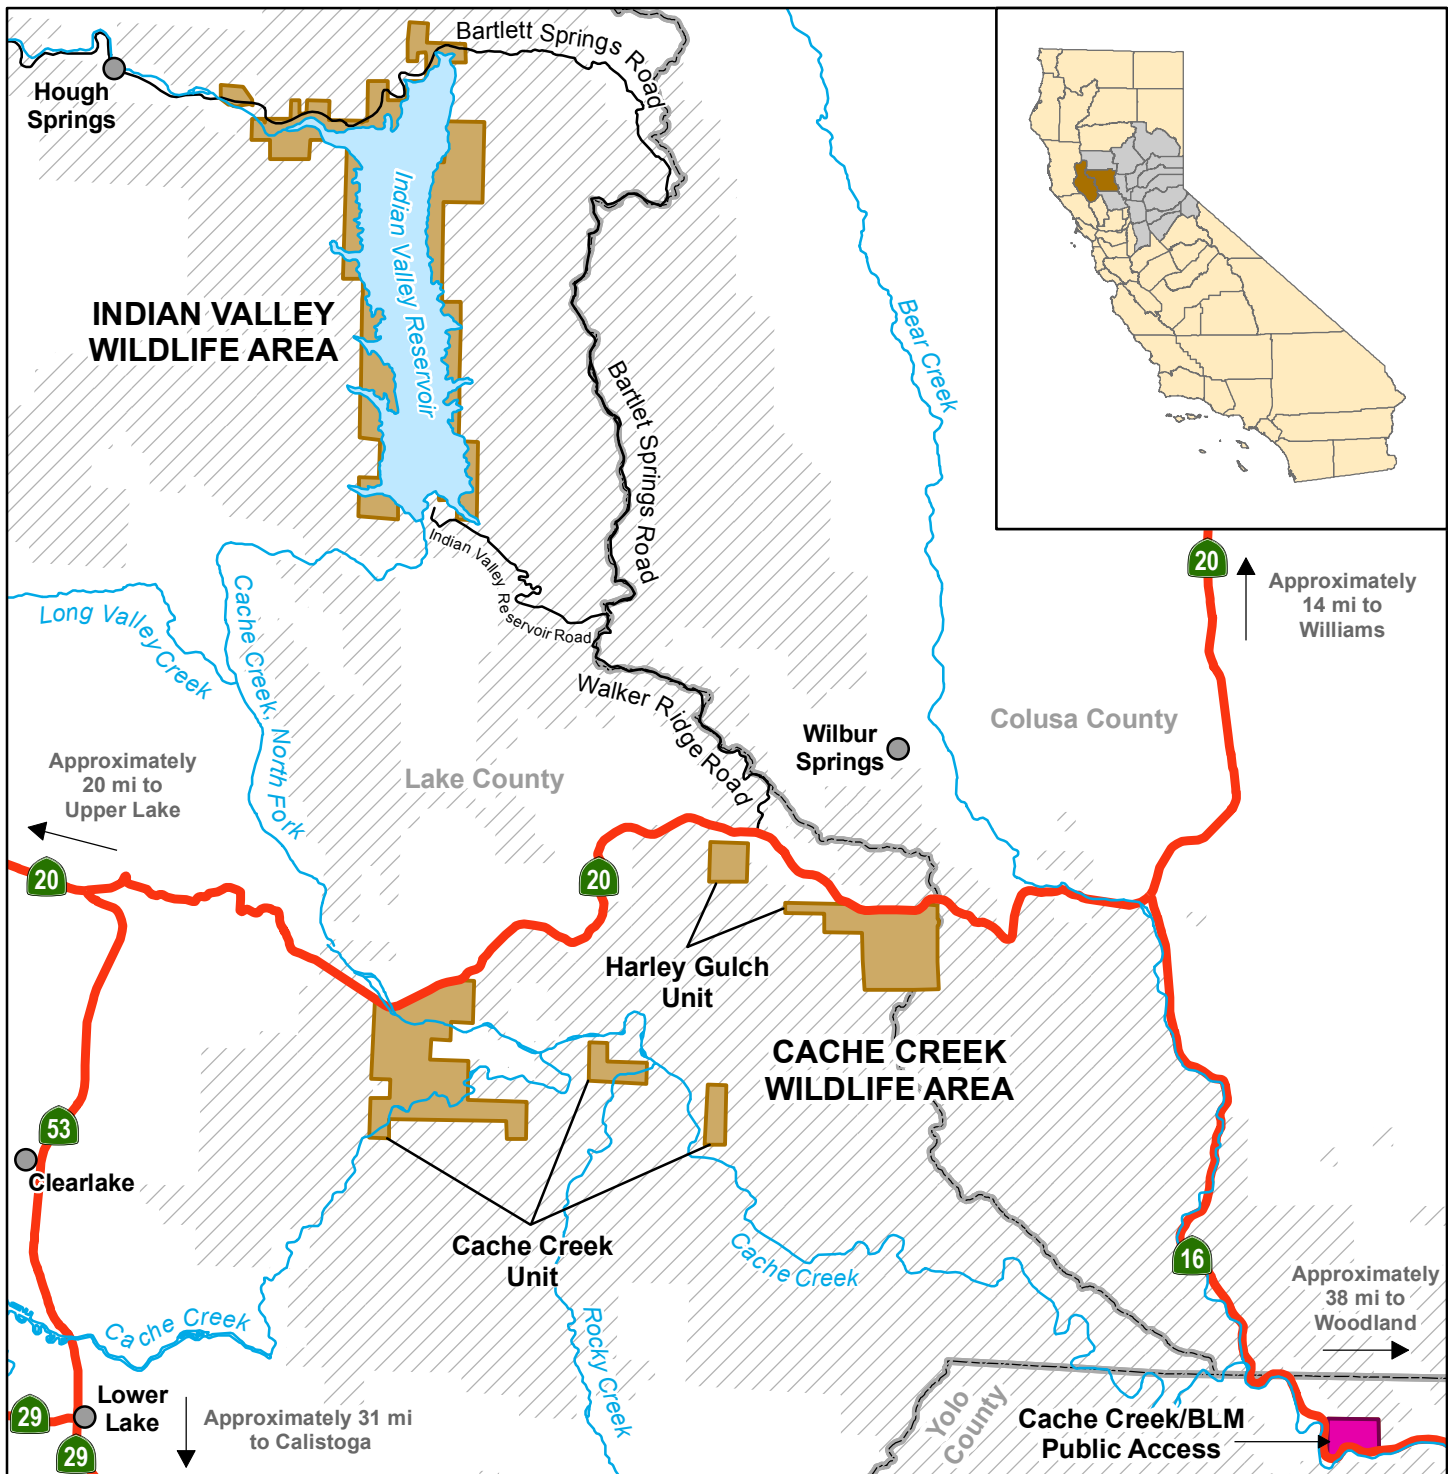 Bartlett Springs Road
Hough
Springs
Indian Valley Reservoir
INDIAN VALLEY
WILDLIFE AREA
Bear Creek
Bartlet Springs Road
Indian Valley Reservoir Road
20
Approximately
14 mi to
Williams
Long Valley Creek
Cache Creek, North Fork
Walker Ridge Road
Colusa County
Wilbur
Springs
Lake County
Approximately
20 mi to
Upper Lake
20
20
Harley Gulch
Unit
CACHE CREEK
WILDLIFE AREA
53
Clearlake
Cache Creek
Unit
Cache Creek
16
Approximately
38 mi to
Woodland
Cache Creek
Rocky Creek
Lower
Lake
29
29
Approximately 31 mi
to Calistoga
Yolo
County
Cache Creek/BLM
Public Access